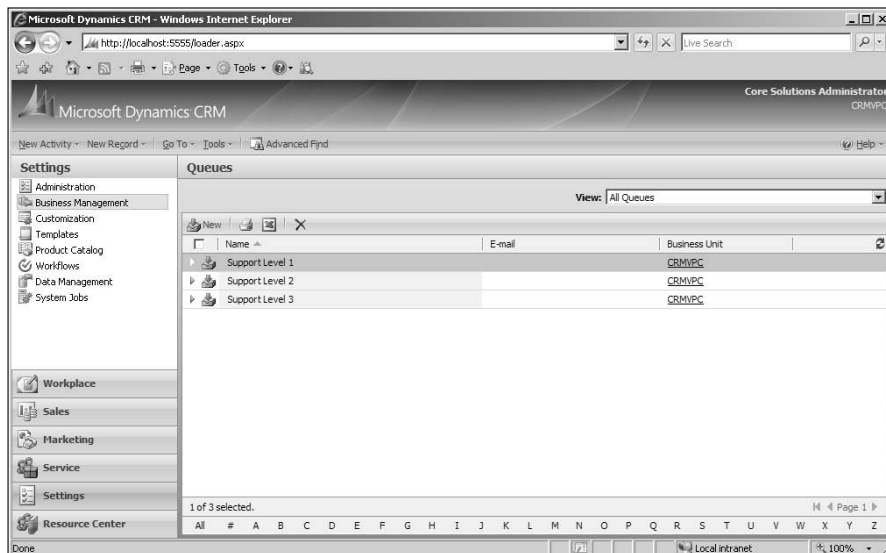 Microsoft Dynamics CRM - Windows Internet Explorer
http://localhost:5555/loader.aspx
Live Search
Page Tools
Core Solutions Administrator
Microsoft Dynamics CRM
CRMVPC
New Activity New Record Go To Tools Advanced Find Help
Settings
Administration
Business Management
Customization
Templates
Product Catalog
Workflows
Data Management
System Jobs
Workplace
Sales
Marketing
Service
Settings
Resource Center
Queues
View: All Queues
New
Name E-mail Business Unit
Support Level 1 CRMVPC
Support Level 2 CRMVPC
Support Level 3 CRMVPC
1 of 3 selected. Page 1
All # A B C D E F G H I J K L M N O P Q R S T U V W X Y Z
Done Local intranet 100%